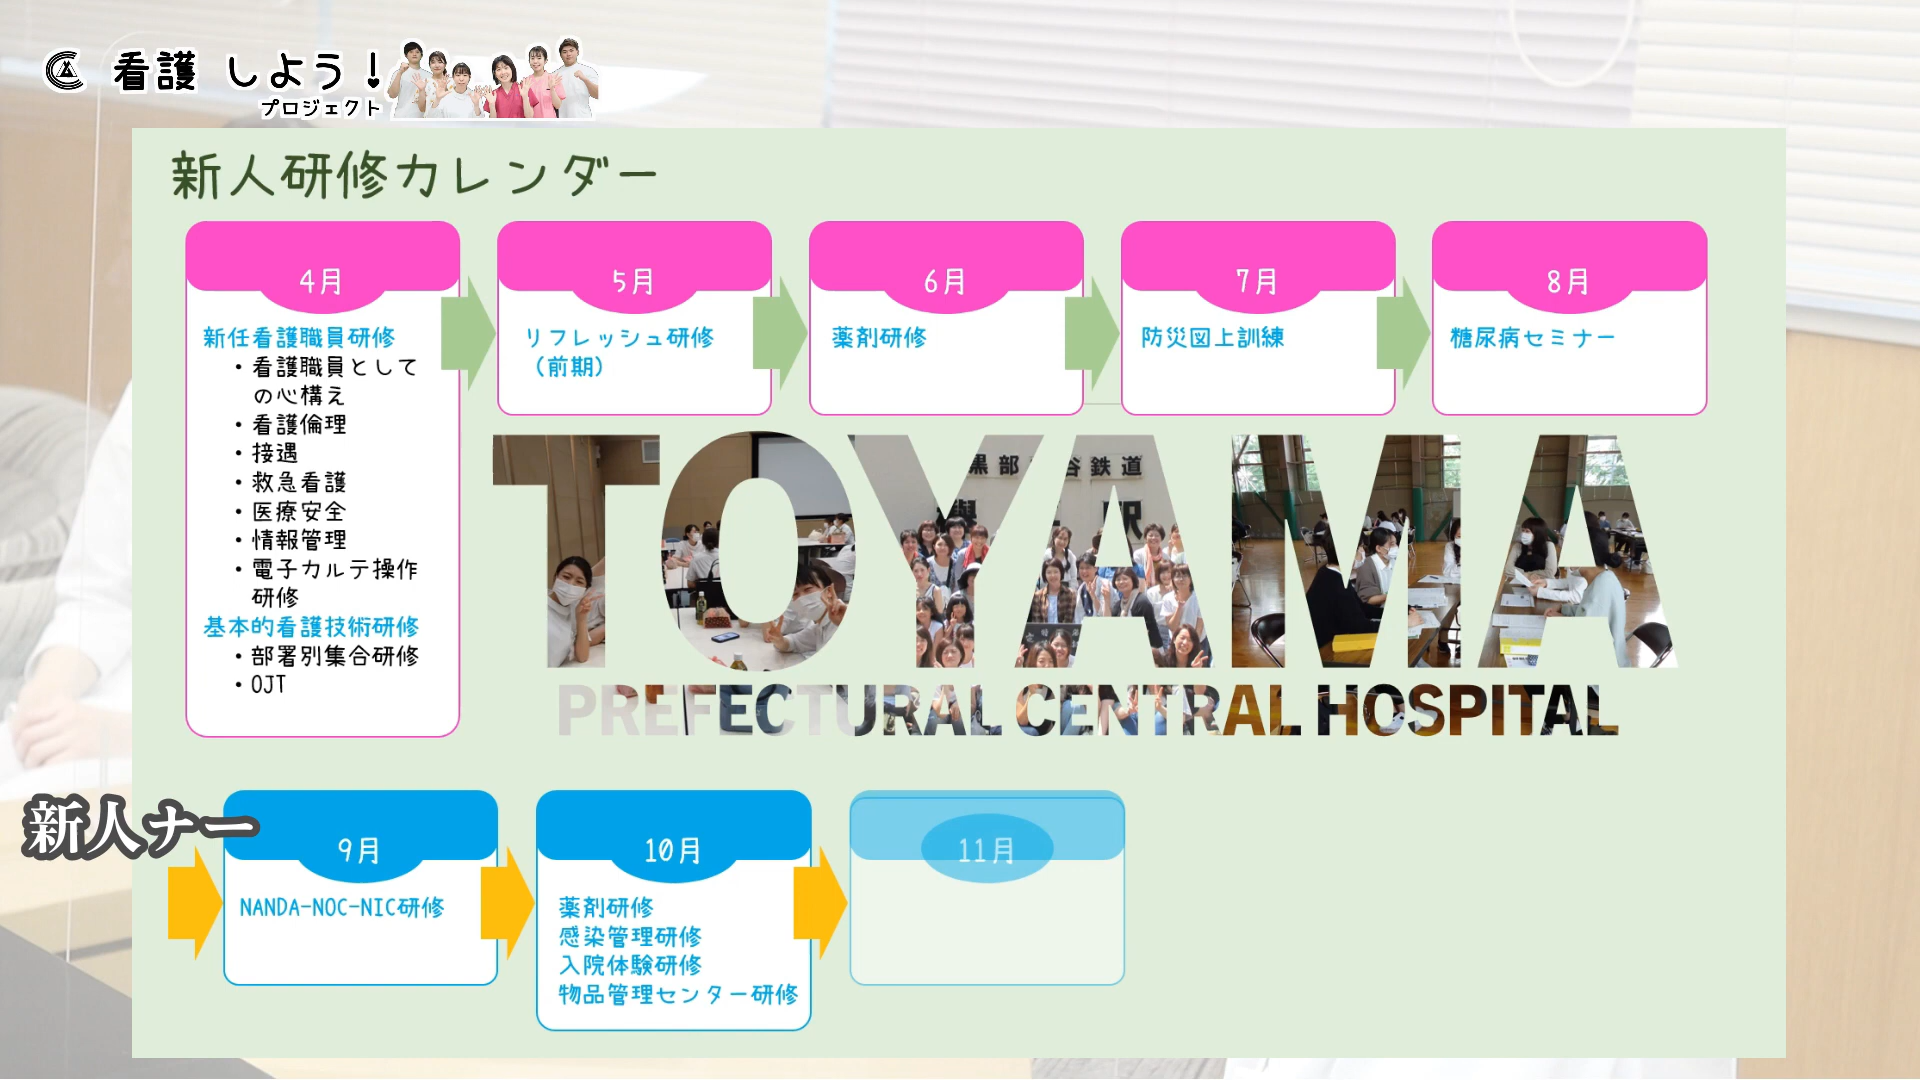 看護 しよう！
プロジェクト
新人研修カレンダー
4月
新任看護職員研修
・看護職員として
の心構え
・看護倫理
・接遇
・救急看護
・医療安全
・情報管理
・電子カルテ操作
研修
基本的看護技術研修
・部署別集合研修
・OJT
5月
リフレッシュ研修
（前期）
6月
薬剤研修
7月
防災図上訓練
8月
糖尿病セミナー
TOYAMA
PREFECTURAL CENTRAL HOSPITAL
新人ナー
9月
NANDA-NOC-NIC研修
10月
薬剤研修
感染管理研修
入院体験研修
物品管理センター研修
11月